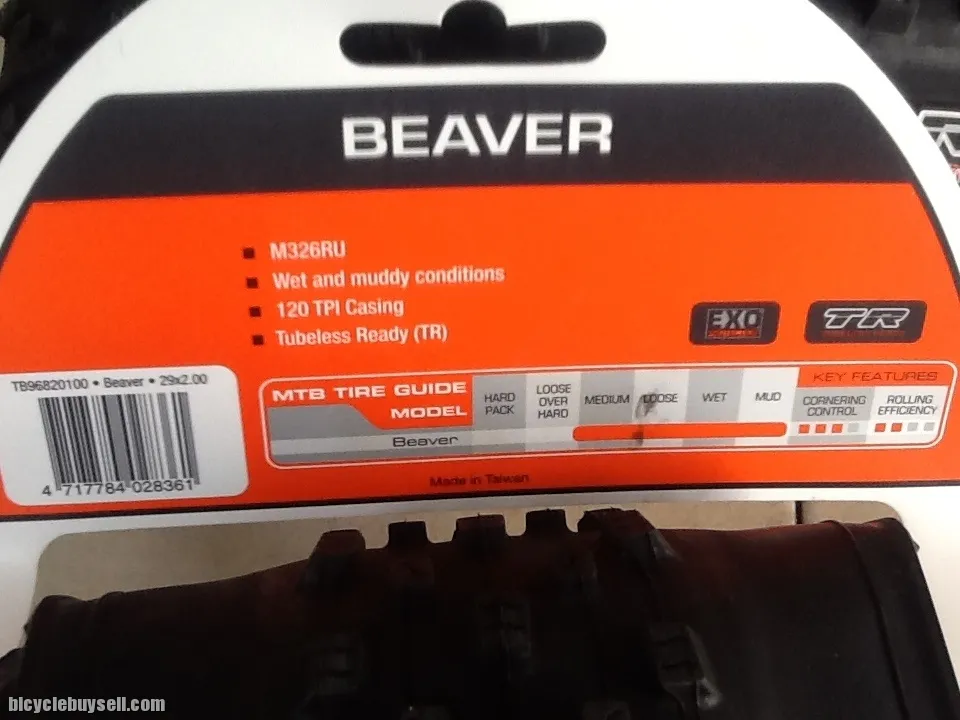 BEAVER
M326RU
Wet and muddy conditions
120 TPI Casing
Tubeless Ready (TR)
EXO
TR
TB96820100 • Beaver • 29x2.00
4 717784 028361
MTB TIRE GUIDE
MODEL
HARD PACK
LOOSE OVER HARD
MEDIUM
LOOSE
WET
MUD
KEY FEATURES
CORNERING CONTROL
ROLLING EFFICIENCY
Beaver
Made in Taiwan
bicyclebuysell.com